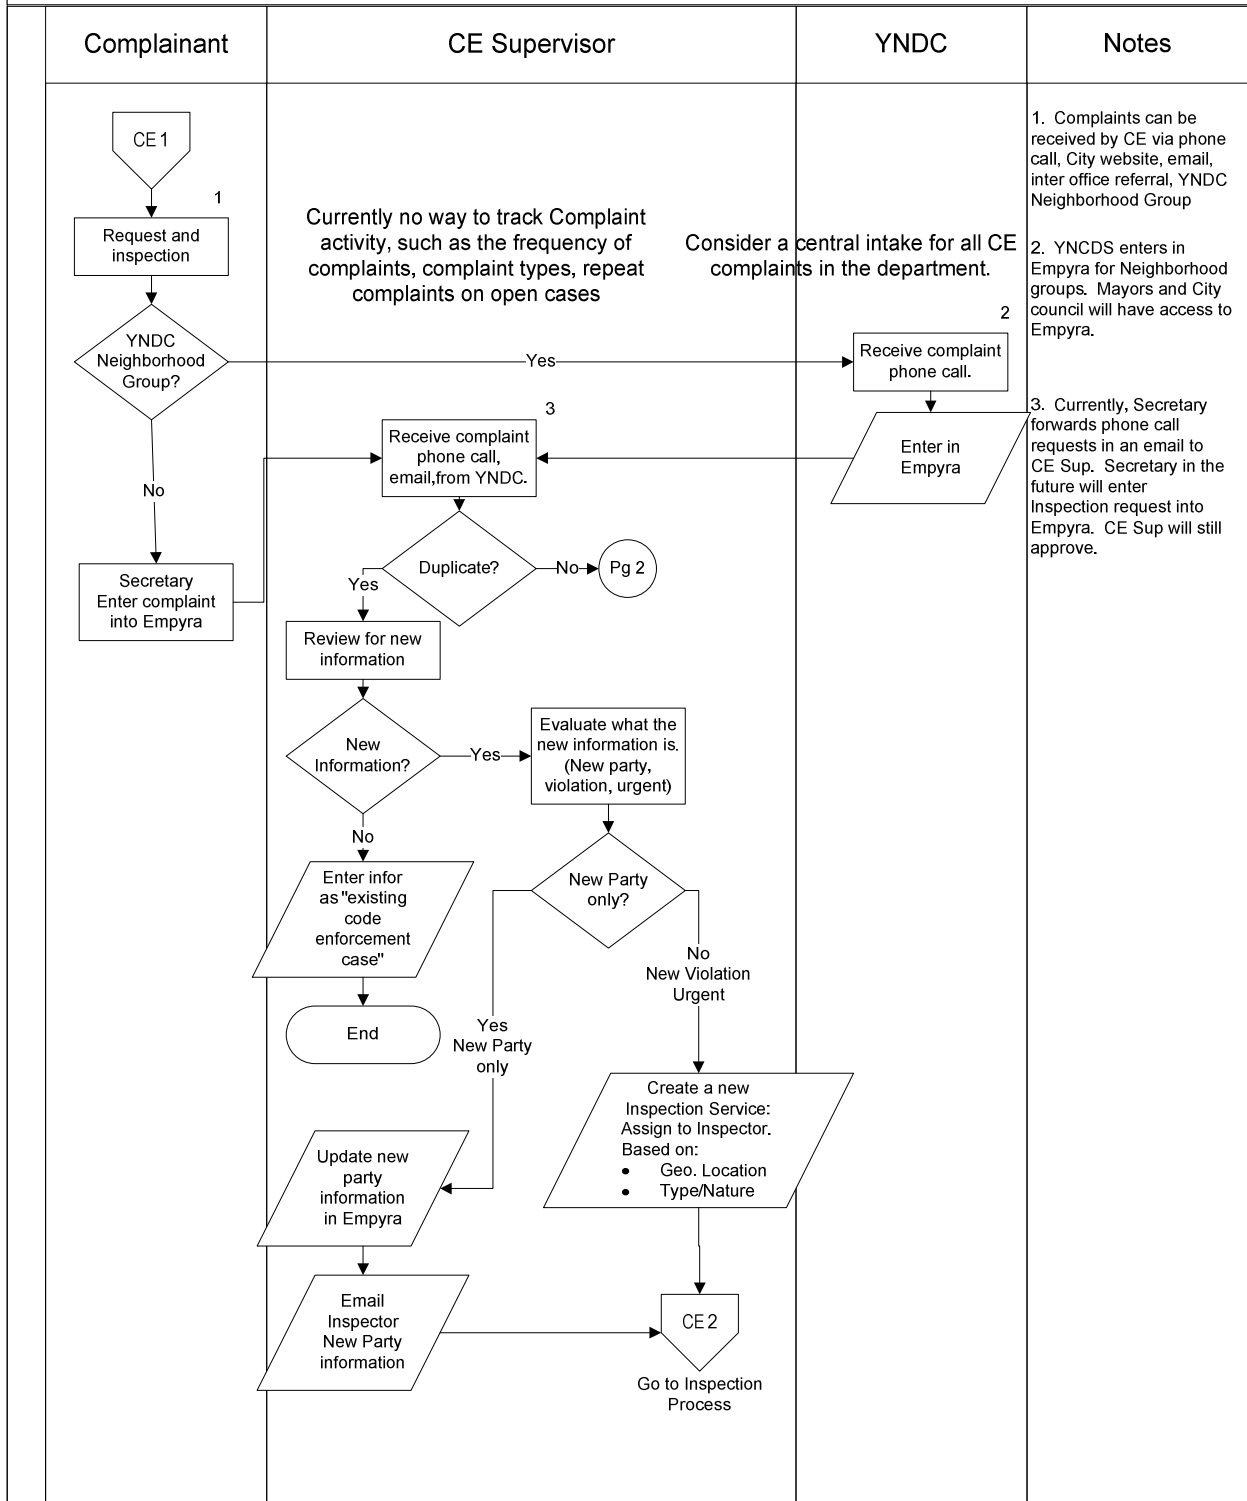 Complainant
CE Supervisor
YNDC
Notes
CE 1
1
Request and
inspection
YNDC
Neighborhood
Group?
No
Secretary
Enter complaint
into Empyra
Currently no way to track Complaint
activity, such as the frequency of
complaints, complaint types, repeat
complaints on open cases
Consider a central intake for all CE
complaints in the department.
Yes
2
Receive complaint
phone call.
Enter in
Empyra
3
Receive complaint
phone call,
email,from YNDC.
Duplicate?
No
Pg 2
Yes
Review for new
information
New
Information?
Yes
Evaluate what the
new information is.
(New party,
violation, urgent)
No
Enter infor
as "existing
code
enforcement
case"
End
New Party
only?
No
New Violation
Urgent
Yes
New Party
only
Create a new
Inspection Service:
Assign to Inspector.
Based on:
• Geo. Location
• Type/Nature
Update new
party
information
in Empyra
Email
Inspector
New Party
information
CE 2
Go to Inspection
Process
1. Complaints can be
received by CE via phone
call, City website, email,
inter office referral, YNDC
Neighborhood Group
2. YNCDS enters in
Empyra for Neighborhood
groups. Mayors and City
council will have access to
Empyra.
3. Currently, Secretary
forwards phone call
requests in an email to
CE Sup. Secretary in the
future will enter
Inspection request into
Empyra. CE Sup will still
approve.